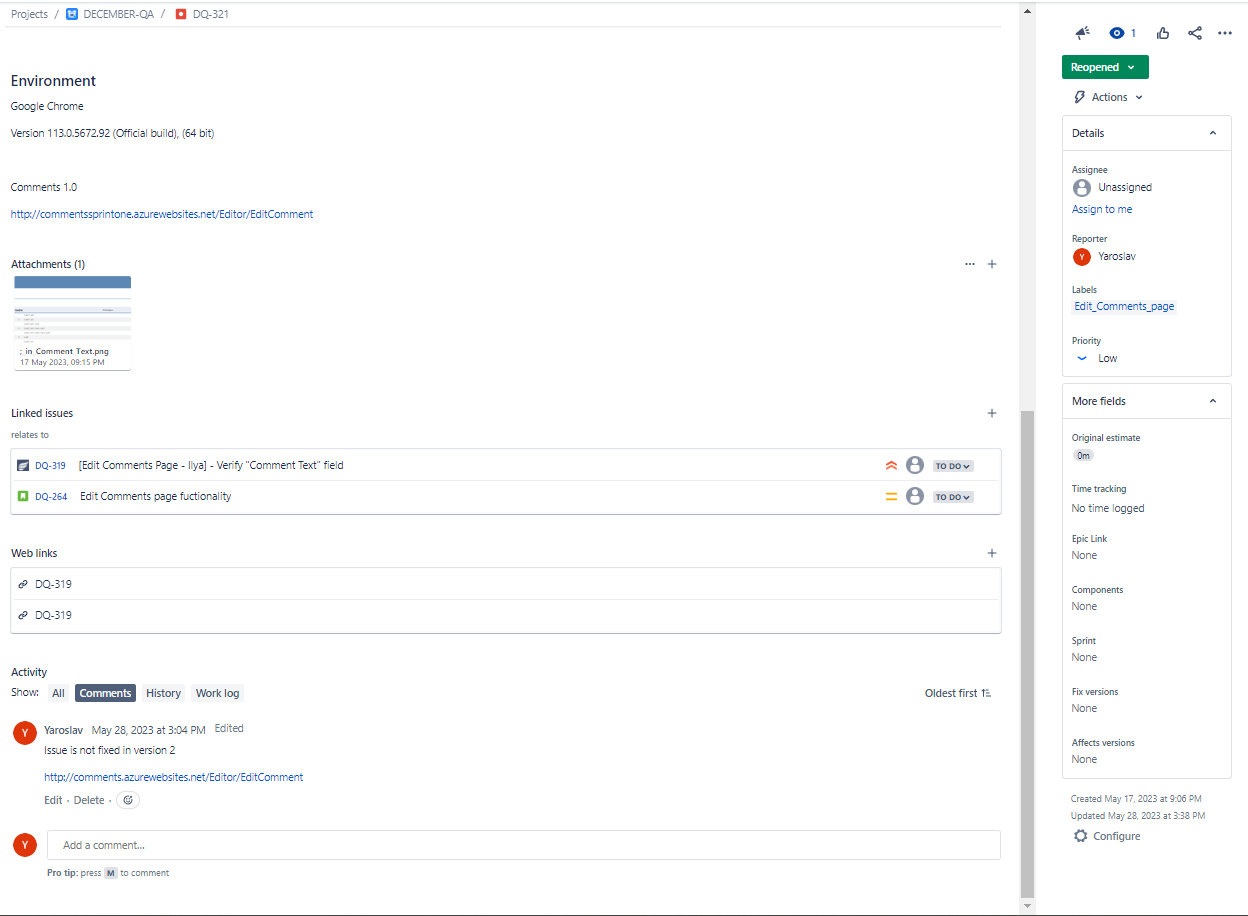 Projects / DECEMBER-QA / DQ-321
Environment
Google Chrome
Version 113.0.5672.92 (Official build), (64 bit)
Comments 1.0
http://commentssprintone.azurewebsites.net/Editor/EditComment
Attachments (1)
; in_Comment_Text.png
17 May 2023, 09:15 PM
Linked issues
relates to
DQ-319 [Edit Comments Page - Ilya] - Verify "Comment Text" field TO DO
DQ-264 Edit Comments page fuctionality TO DO
Web links
DQ-319
DQ-319
Activity
Show: All Comments History Work log Oldest first
Y Yaroslav May 28, 2023 at 3:04 PM Edited
Issue is not fixed in version 2
http://comments.azurewebsites.net/Editor/EditComment
Edit · Delete ·
Y Add a comment...
Pro tip: press M to comment
1
Reopened
Actions
Details
Assignee
Unassigned
Assign to me
Reporter
Y Yaroslav
Labels
Edit_Comments_page
Priority
Low
More fields
Original estimate
0m
Time tracking
No time logged
Epic Link
None
Components
None
Sprint
None
Fix versions
None
Affects versions
None
Created May 17, 2023 at 9:06 PM
Updated May 28, 2023 at 3:38 PM
Configure